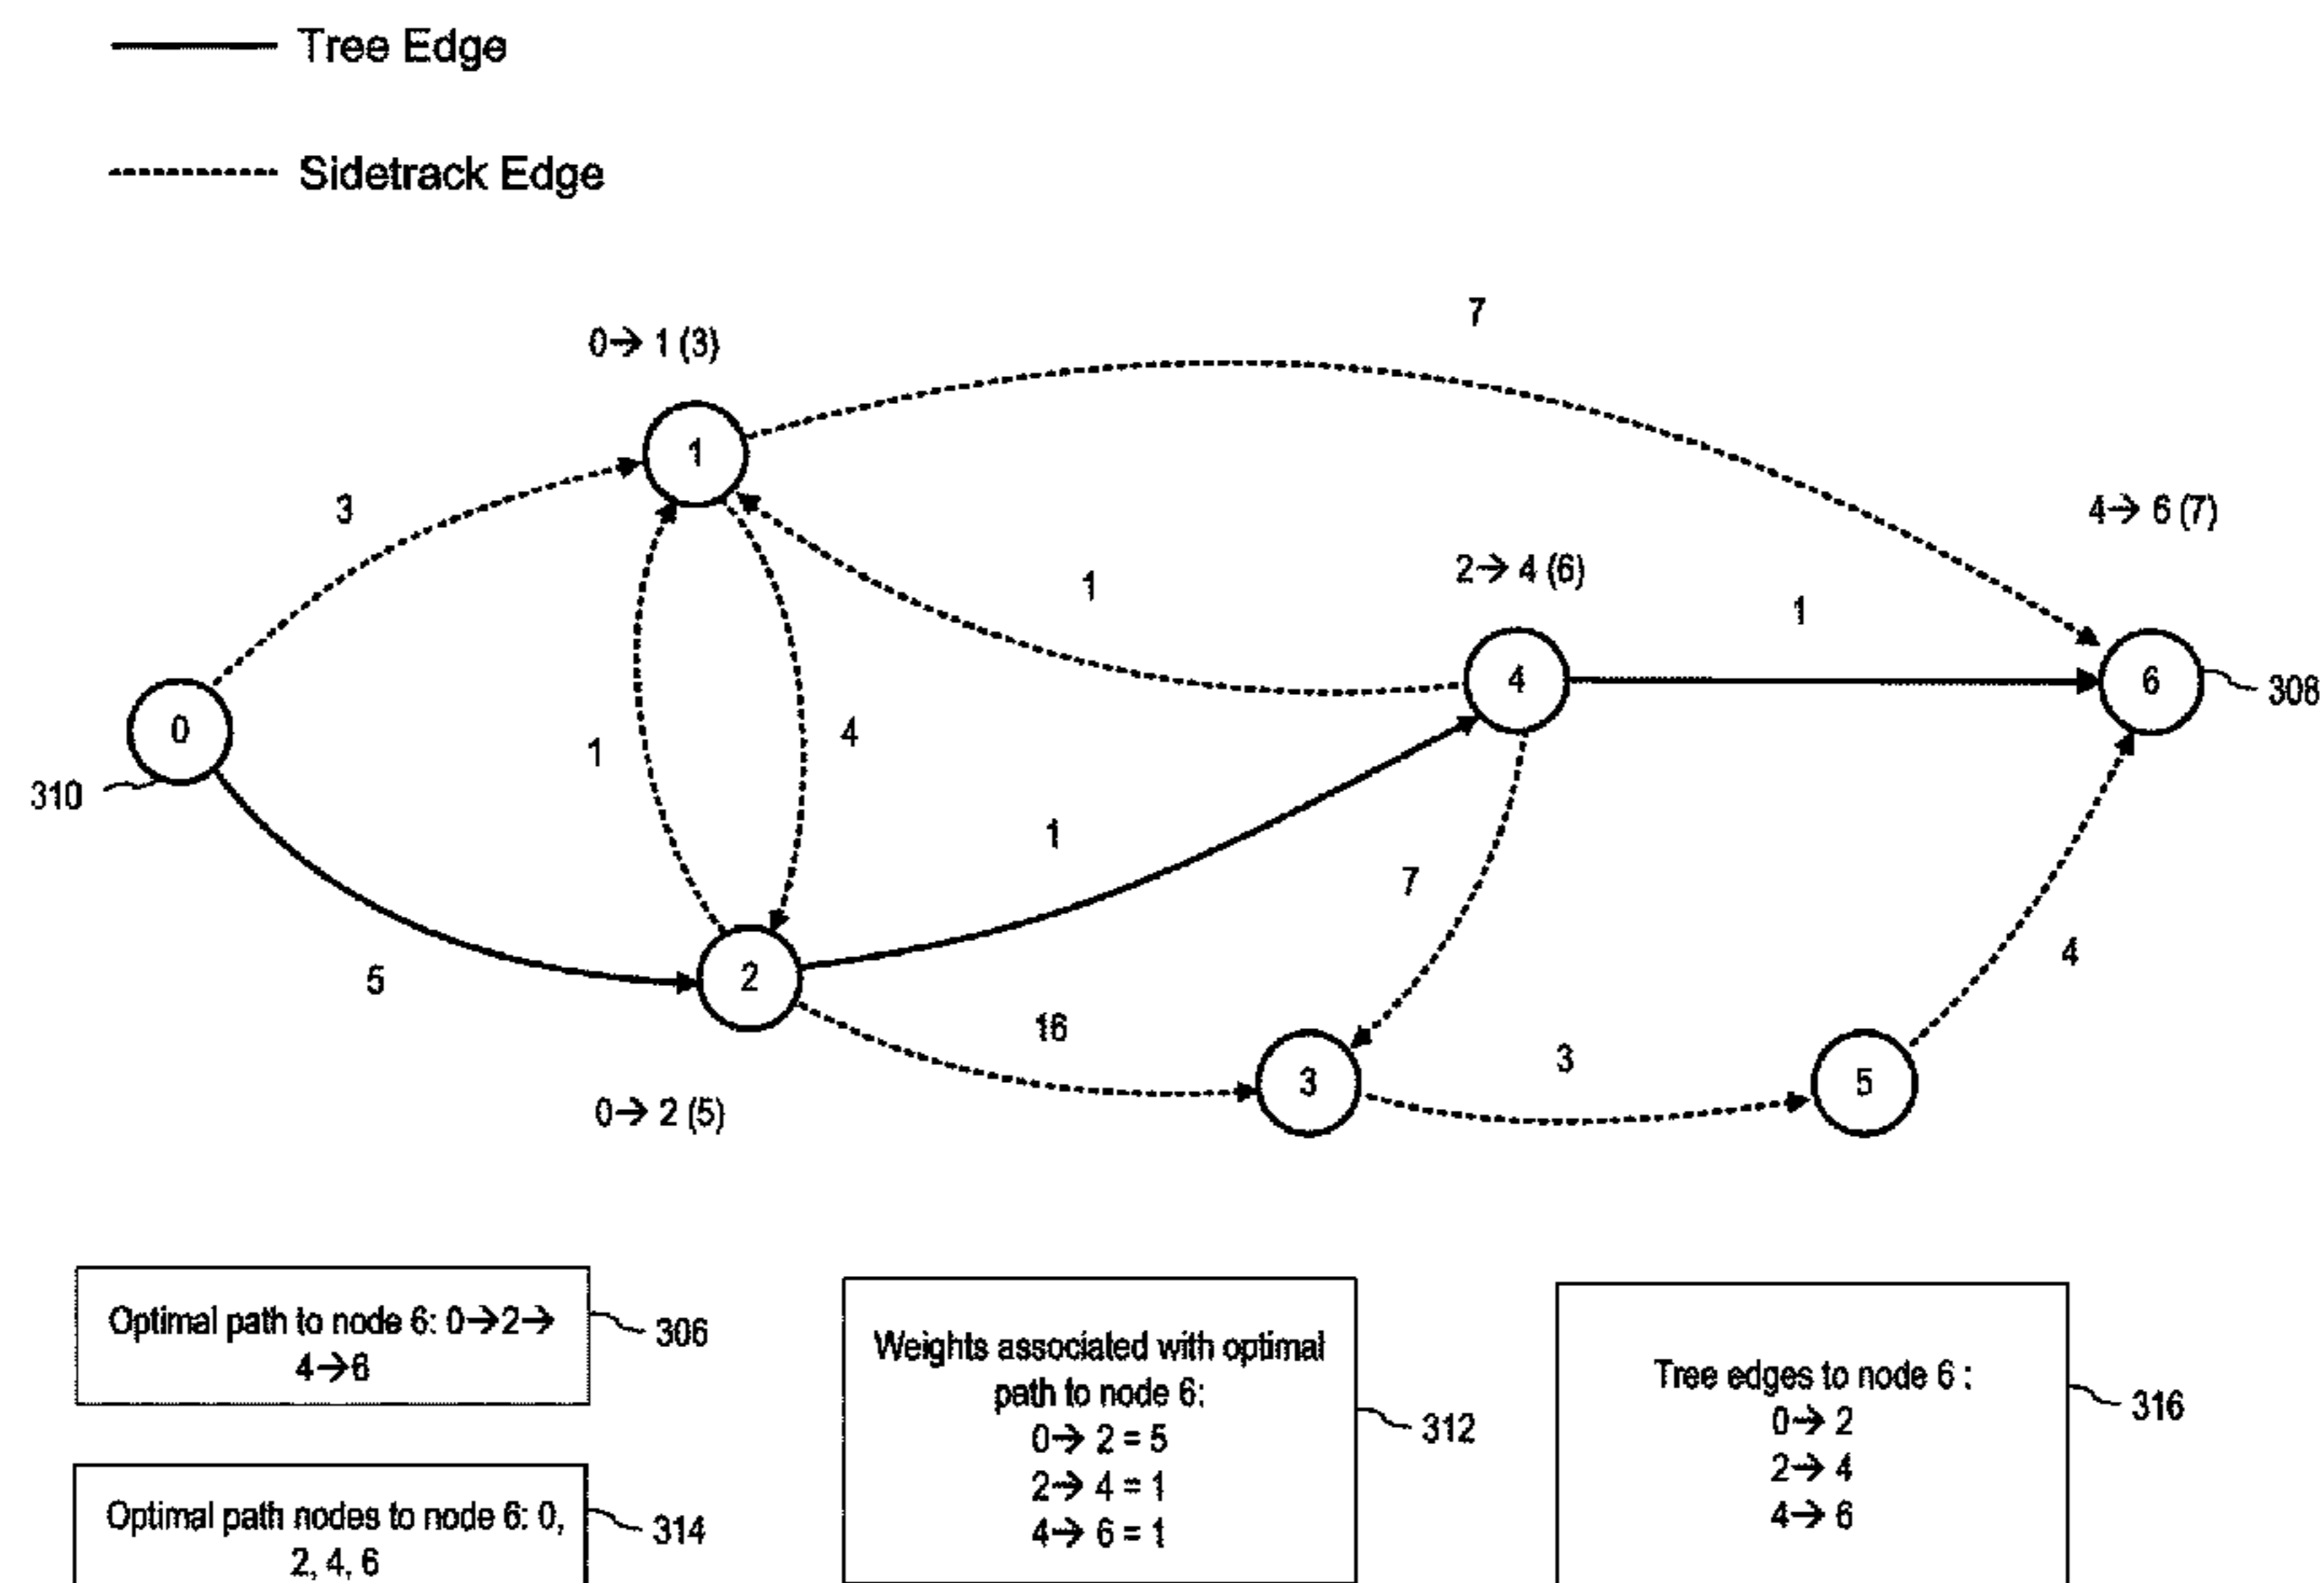 Tree Edge
Sidetrack Edge
7
0→ 1 (3)
1
3
4→ 6 (7)
2→ 4 (6)
1
1
4
6
308
0
1
4
310
1
7
5
2
4
16
3
3
5
0→ 2 (5)
Optimal path to node 6: 0→2→
4→6
306
Optimal path nodes to node 6: 0,
2, 4, 6
314
Weights associated with optimal
path to node 6:
0→ 2 = 5
2→ 4 = 1
4→ 6 = 1
312
Tree edges to node 6 :
0→ 2
2→ 4
4→ 6
316